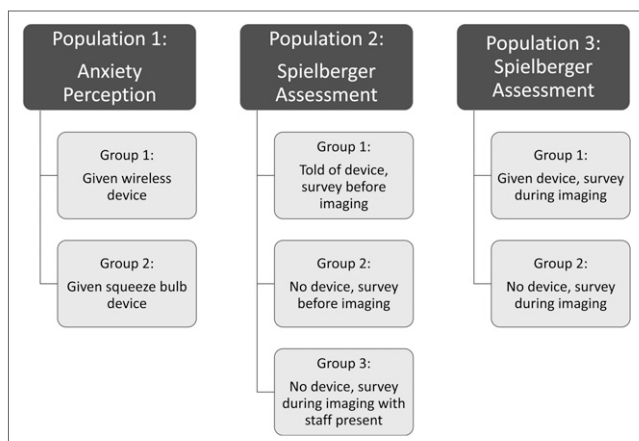 Population 1:
Anxiety
Perception
Group 1:
Given wireless
device
Group 2:
Given squeeze bulb
device
Population 2:
Spielberger
Assessment
Group 1:
Told of device,
survey before
imaging
Group 2:
No device, survey
before imaging
Group 3:
No device, survey
during imaging with
staff present
Population 3:
Spielberger
Assessment
Group 1:
Given device, survey
during imaging
Group 2:
No device, survey
during imaging